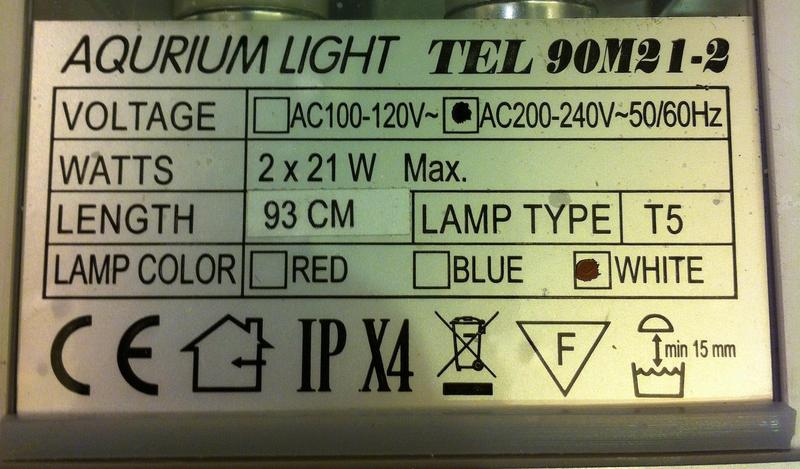 AQURIUM LIGHT TEL 90M21-2
VOLTAGE AC100-120V~ AC200-240V~50/60Hz
WATTS 2 x 21 W Max.
LENGTH 93 CM LAMP TYPE T5
LAMP COLOR RED BLUE WHITE
CE IP X4 F min 15 mm